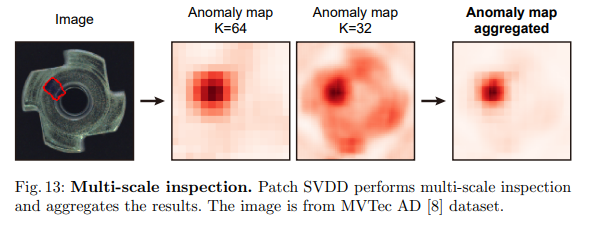 Image
Anomaly map
K=64
Anomaly map
K=32
Anomaly map
aggregated
Fig. 13: Multi-scale inspection. Patch SVDD performs multi-scale inspection
and aggregates the results. The image is from MVTec AD [8] dataset.